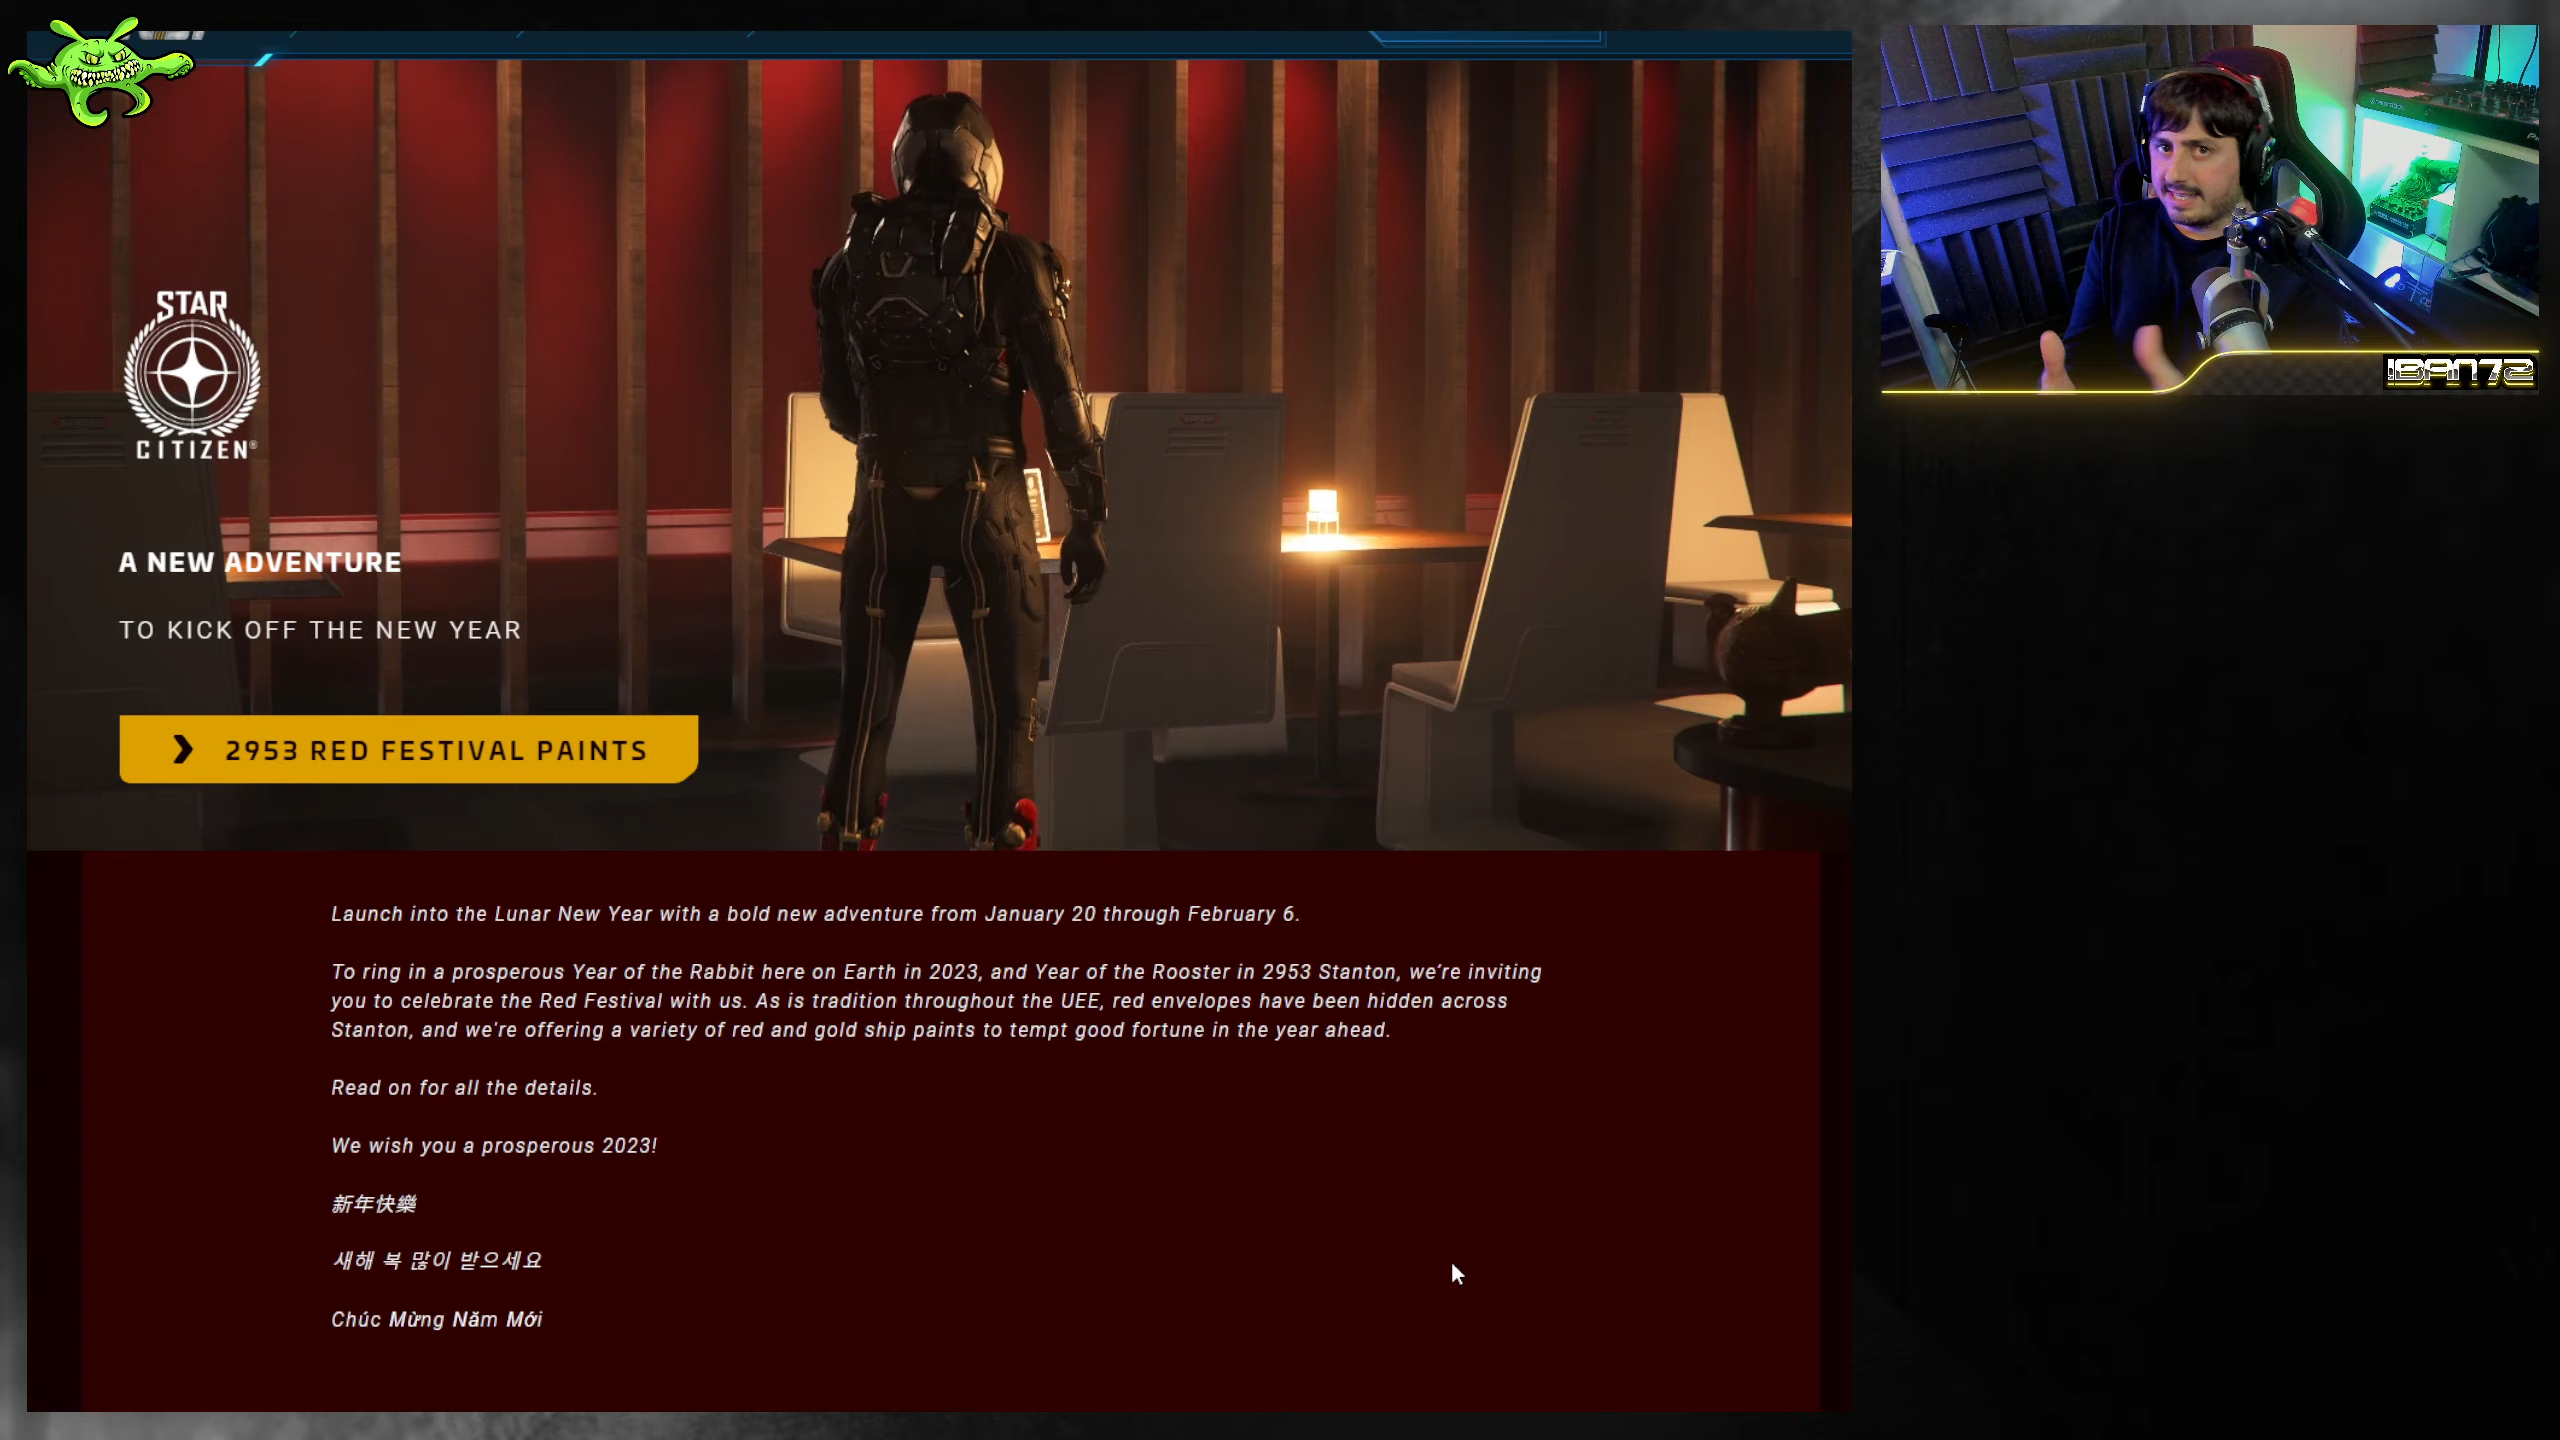 STAR
CITIZEN®
A NEW ADVENTURE
TO KICK OFF THE NEW YEAR
2953 RED FESTIVAL PAINTS
IBAN72
Launch into the Lunar New Year with a bold new adventure from January 20 through February 6.
To ring in a prosperous Year of the Rabbit here on Earth in 2023, and Year of the Rooster in 2953 Stanton, we're inviting
you to celebrate the Red Festival with us. As is tradition throughout the UEE, red envelopes have been hidden across
Stanton, and we're offering a variety of red and gold ship paints to tempt good fortune in the year ahead.
Read on for all the details.
We wish you a prosperous 2023!
新年快樂
새해 복 많이 받으세요
Chúc Mừng Năm Mới